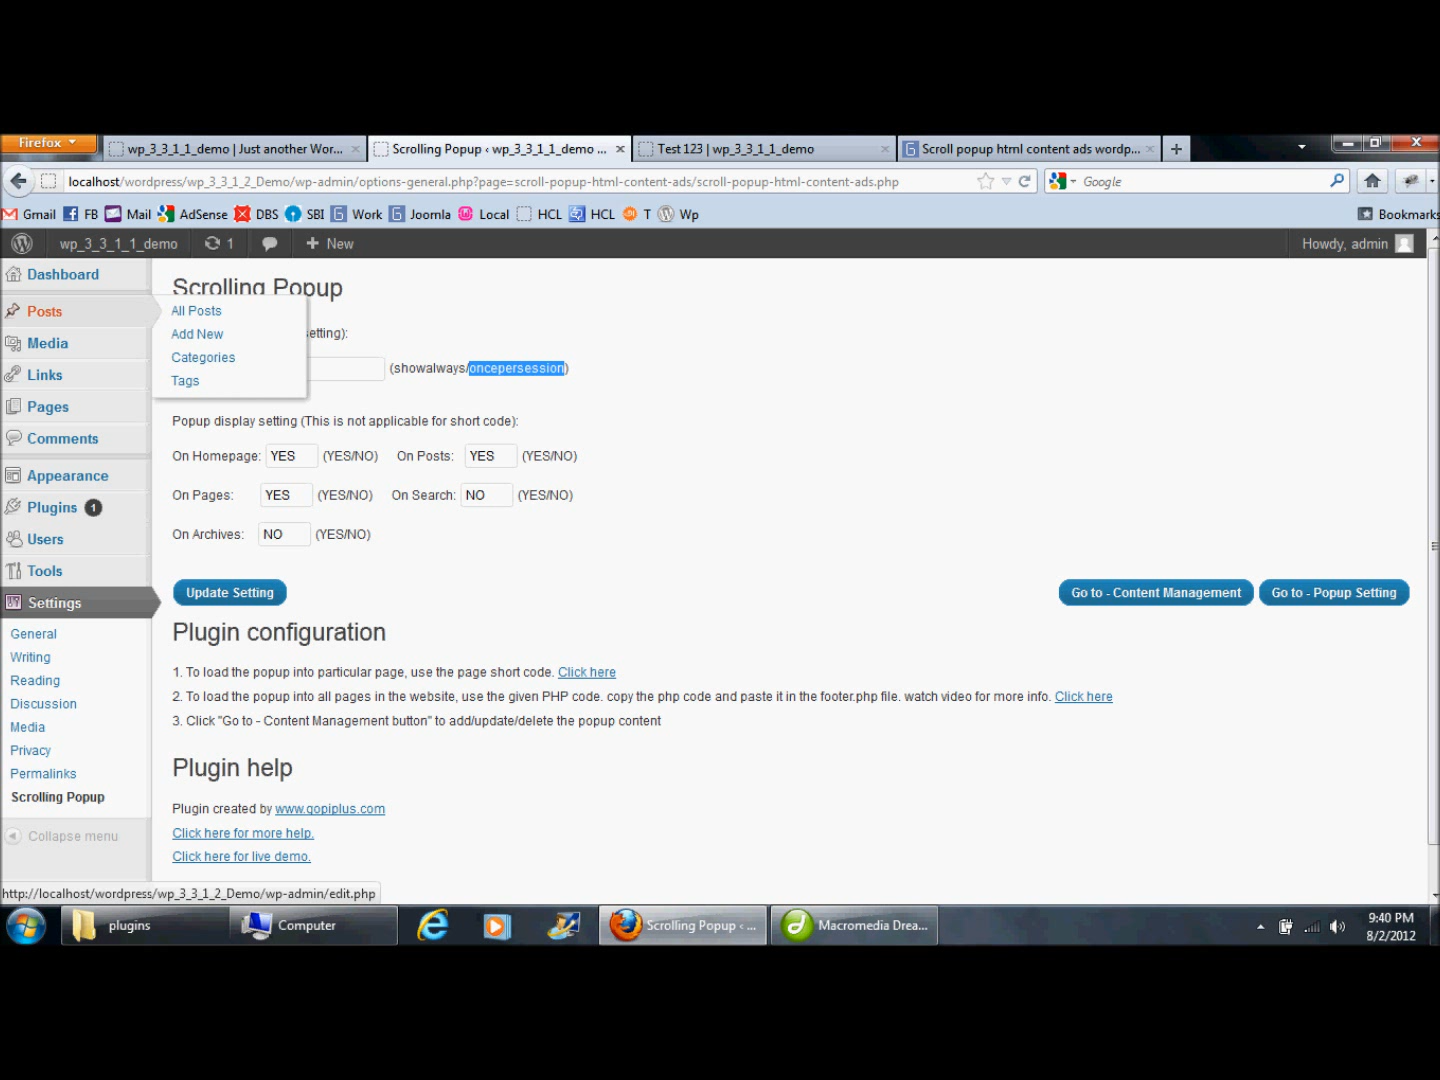 Firefox
wp_3_3_1_1_demo | Just another Wor...
Scrolling Popup ‹ wp_3_3_1_1_demo ...
Test 123 | wp_3_3_1_1_demo
Scroll popup html content ads wordp...
localhost/wordpress/wp_3_3_1_2_Demo/wp-admin/options-general.php?page=scroll-popup-html-content-ads/scroll-popup-html-content-ads.php
Google
Gmail FB Mail AdSense DBS SBI Work Joomla Local HCL HCL T Wp Bookmarks
wp_3_3_1_1_demo 1 + New Howdy, admin
Dashboard
Posts
Media
Links
Pages
Comments
Appearance
Plugins 1
Users
Tools
Settings
General
Writing
Reading
Discussion
Media
Privacy
Permalinks
Scrolling Popup
Collapse menu
All Posts
Add New
Categories
Tags
Scrolling Popup
etting):
(showalways/oncepersession)
Popup display setting (This is not applicable for short code):
On Homepage: YES (YES/NO) On Posts: YES (YES/NO)
On Pages: YES (YES/NO) On Search: NO (YES/NO)
On Archives: NO (YES/NO)
Update Setting Go to - Content Management Go to - Popup Setting
Plugin configuration
1. To load the popup into particular page, use the page short code. Click here
2. To load the popup into all pages in the website, use the given PHP code. copy the php code and paste it in the footer.php file. watch video for more info. Click here
3. Click "Go to - Content Management button" to add/update/delete the popup content
Plugin help
Plugin created by www.gopiplus.com
Click here for more help.
Click here for live demo.
http://localhost/wordpress/wp_3_3_1_2_Demo/wp-admin/edit.php
plugins
Computer
Scrolling Popup ‹ ...
Macromedia Drea...
9:40 PM
8/2/2012